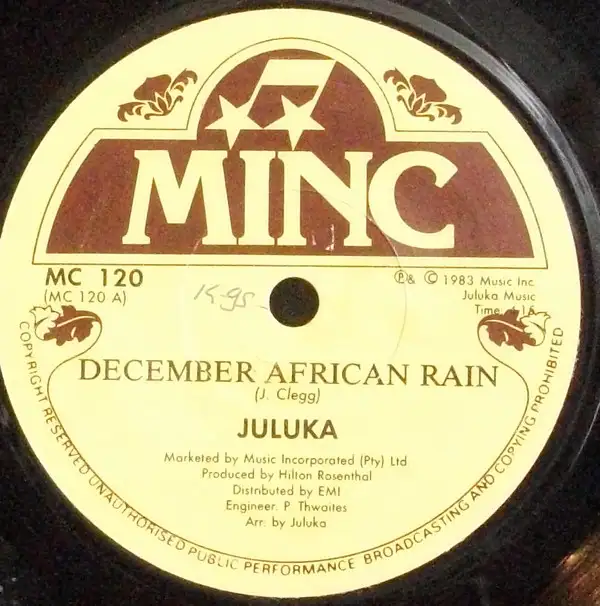 MINC
MC 120
(MC 120 A)
℗& © 1983 Music Inc
Juluka Music
Time
DECEMBER AFRICAN RAIN
(J. Clegg)
JULUKA
Marketed by Music Incorporated (Pty) Ltd
Produced by Hilton Rosenthal
Distributed by EMI
Engineer. P Thwaites
Arr. by Juluka
COPYRIGHT RESERVED UNAUTHORISED PUBLIC PERFORMANCE BROADCASTING AND COPYING PROHIBITED